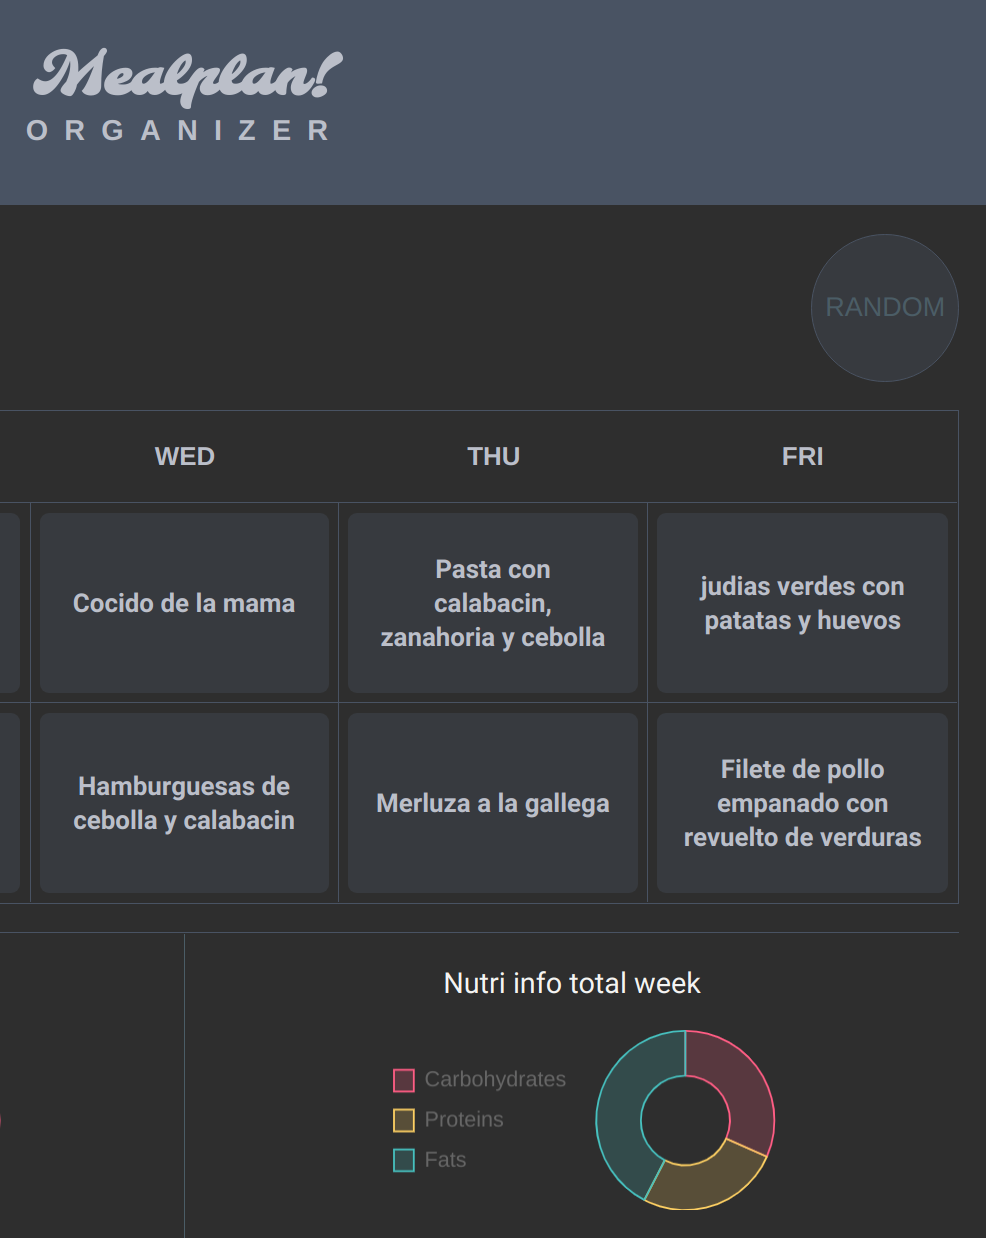 Mealplan!
ORGANIZER
RANDOM
WED
THU
FRI
Cocido de la mama
Pasta con
calabacin,
zanahoria y cebolla
judias verdes con
patatas y huevos
Hamburguesas de
cebolla y calabacin
Merluza a la gallega
Filete de pollo
empanado con
revuelto de verduras
Nutri info total week
Carbohydrates
Proteins
Fats